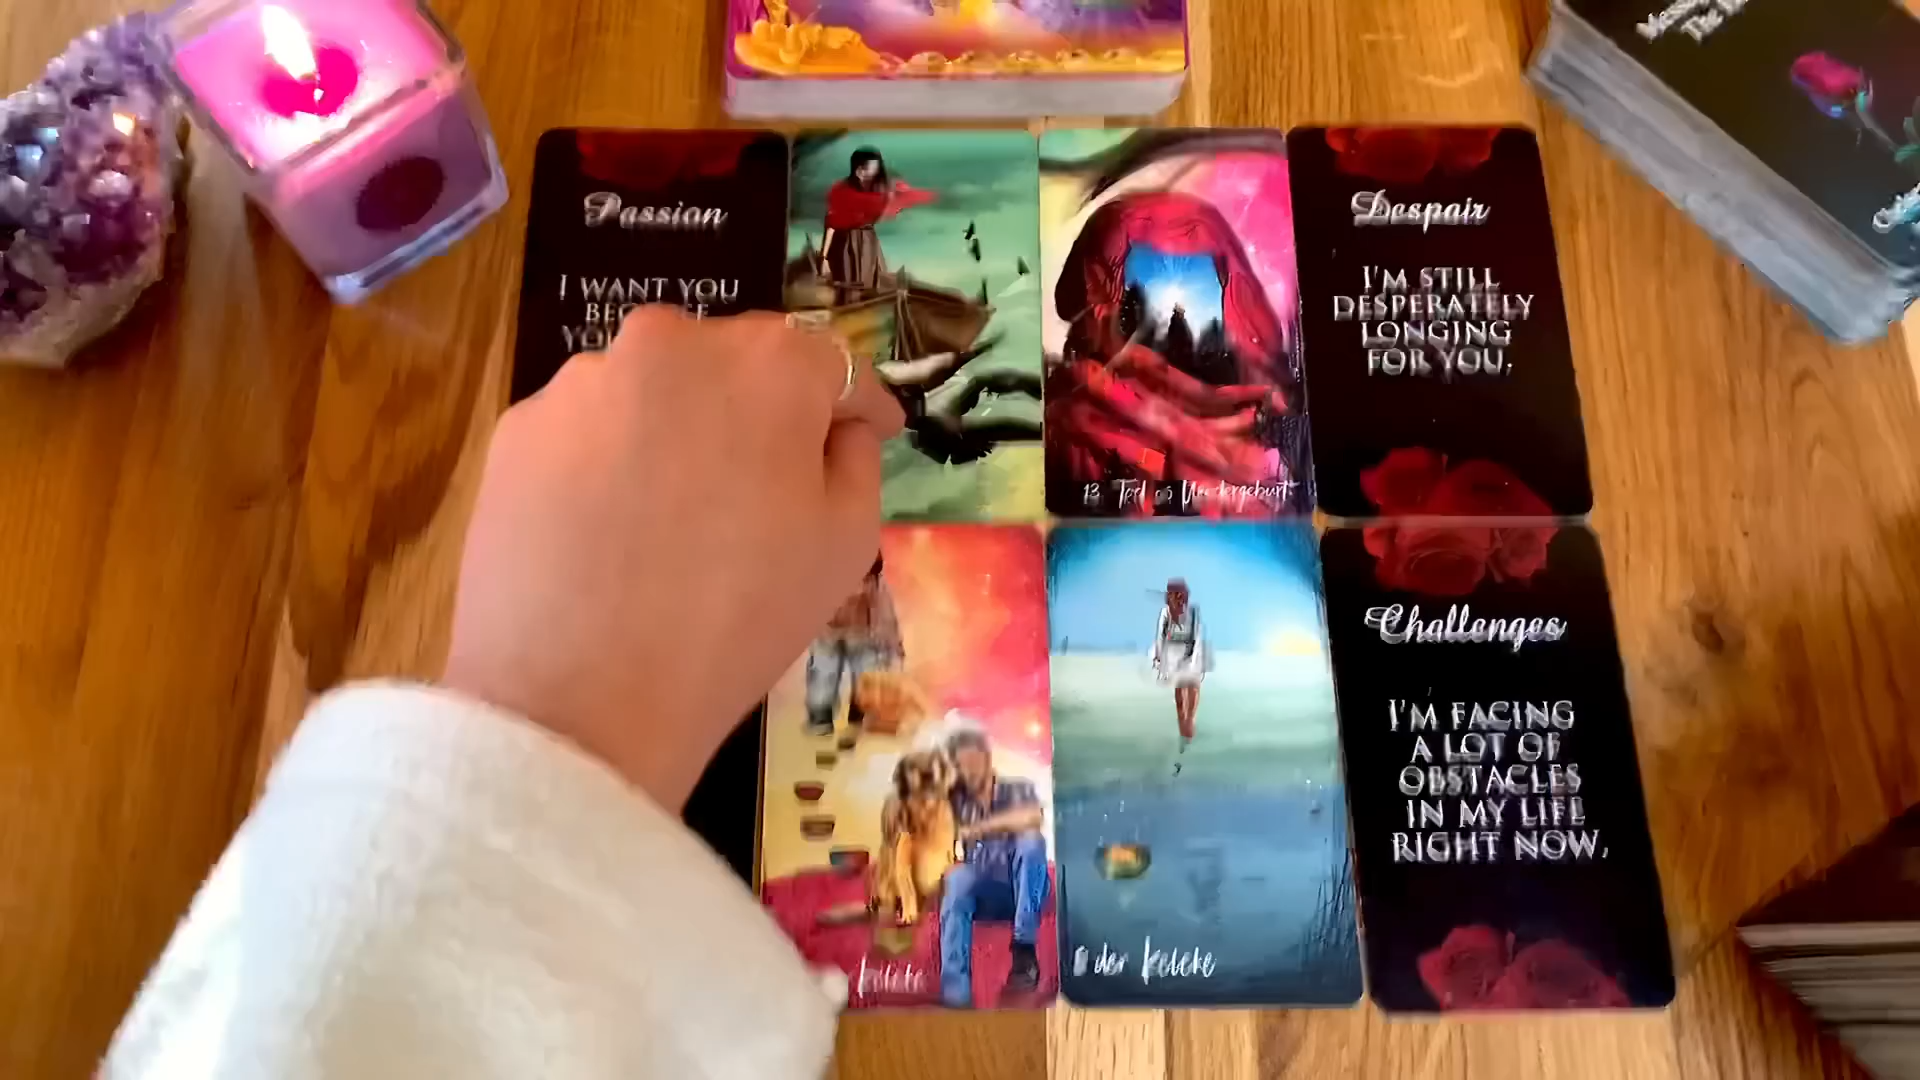 Passion
I WANT YOU
Despair
I'M STILL
DESPERATELY
LONGING
FOR YOU.
13 Tod &
der Kelche
Challenges
I'M FACING
A LOT OF
OBSTACLES
IN MY LIFE
RIGHT NOW.